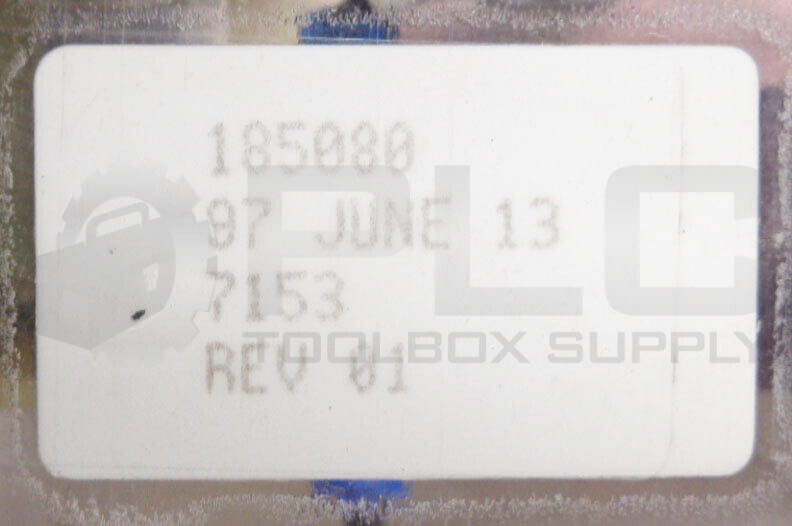 185080
97 JUNE 13
7153
REV 01
PLC
TOOLBOX SUPPLY